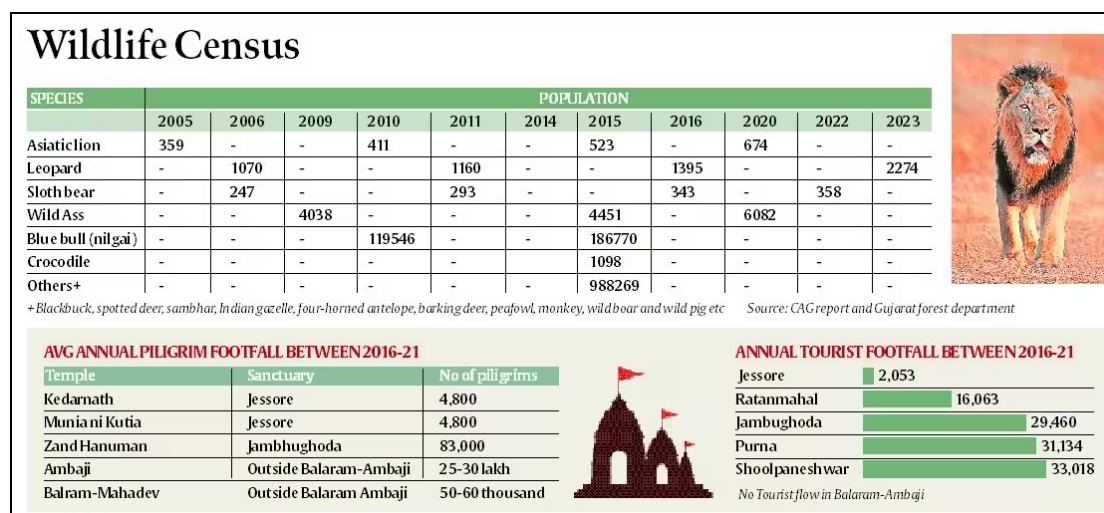 Wildlife Census
SPECIES POPULATION
2005 2006 2009 2010 2011 2014 2015 2016 2020 2022 2023
Asiatic lion 359 - - 411 - - 523 - 674 - -
Leopard - 1070 - - 1160 - - 1395 - - 2274
Sloth bear - 247 - - 293 - - 343 - 358 -
Wild Ass - - 4038 - - - 4451 - 6082 - -
Blue bull (nilgai) - - - 119546 - - 186770 - - - -
Crocodile - - - - - - 1098 - - - -
Others+ - - - - - - 988269 - - - -
+ Blackbuck, spotted deer, sambhar, Indian gazelle, four-horned antelope, barking deer, peafowl, monkey, wild boar and wild pig etc Source: CAG report and Gujarat forest department
AVG ANNUAL PILIGRIM FOOTFALL BETWEEN 2016-21
Temple Sanctuary No of piligrims
Kedarnath Jessore 4,800
Muniani Kutia Jessore 4,800
Zand Hanuman Jambhughoda 83,000
Ambaji Outside Balaram-Ambaji 25-30 lakh
Balram-Mahadev Outside Balaram Ambaji 50-60 thousand
ANNUAL TOURIST FOOTFALL BETWEEN 2016-21
Jessore 2,053
Ratanmahal 16,063
Jambughoda 29,460
Purna 31,134
Shoolpaneshwar 33,018
No Tourist flow in Balaram-Ambaji